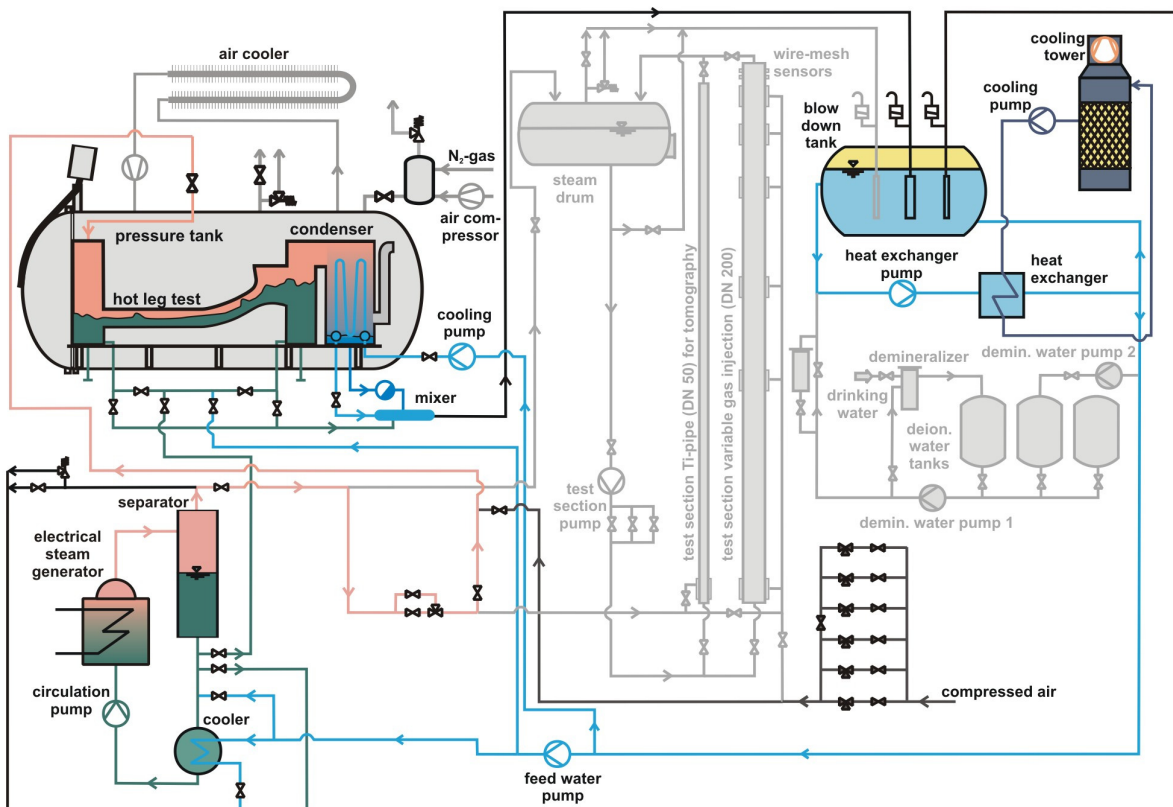 air cooler
N₂-gas
air com-
pressor
pressure tank
condenser
hot leg test
cooling
pump
mixer
steam
drum
wire-mesh
sensors
blow
down
tank
cooling
tower
cooling
pump
heat exchanger
pump
heat
exchanger
demineralizer
drinking
water
demin. water pump 2
deion.
water
tanks
demin. water pump 1
test section Ti-pipe (DN 50) for tomography
test section variable gas injection (DN 200)
test
section
pump
separator
electrical
steam
generator
circulation
pump
cooler
feed water
pump
compressed air